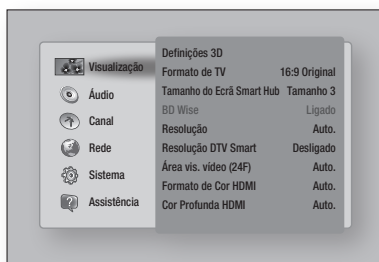 Visualização
Áudio
Canal
Rede
Sistema
Assistência
Definições 3D
Formato de TV 16:9 Original
Tamanho do Ecrã Smart Hub Tamanho 3
BD Wise Ligado
Resolução Auto.
Resolução DTV Smart Desligado
Área vis. vídeo (24F) Auto.
Formato de Cor HDMI Auto.
Cor Profunda HDMI Auto.